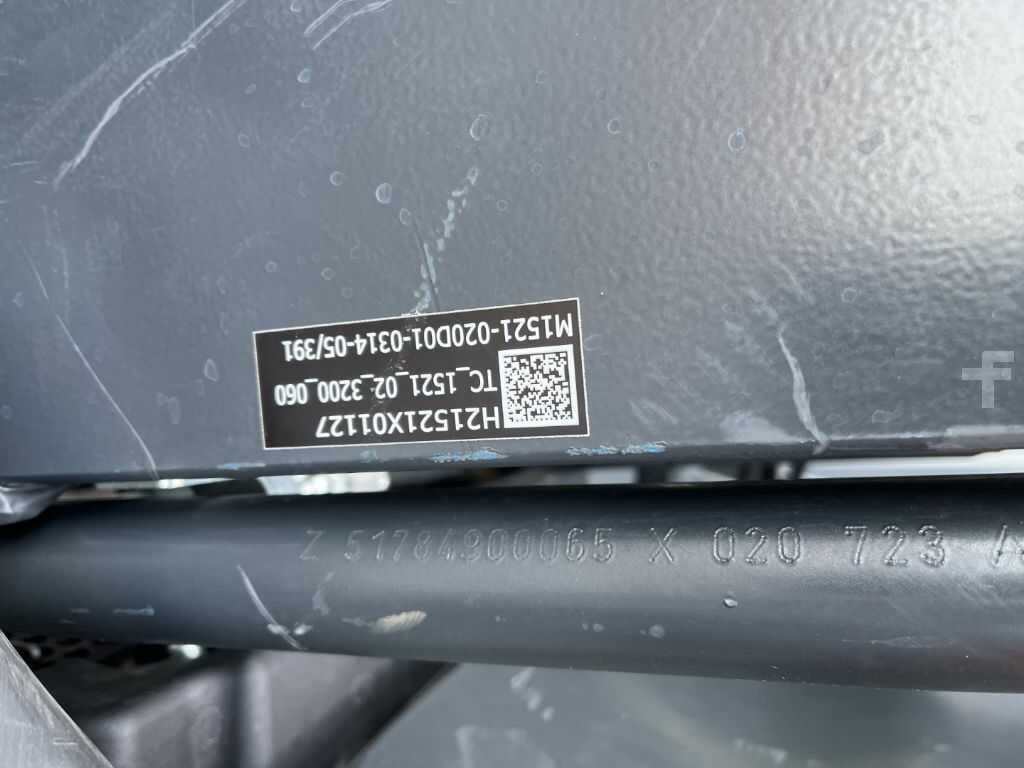 H21521X01127
TC_1521_02_3200_060
M1521-020D01-0314-05/391
Z 51784900065 X 020 723